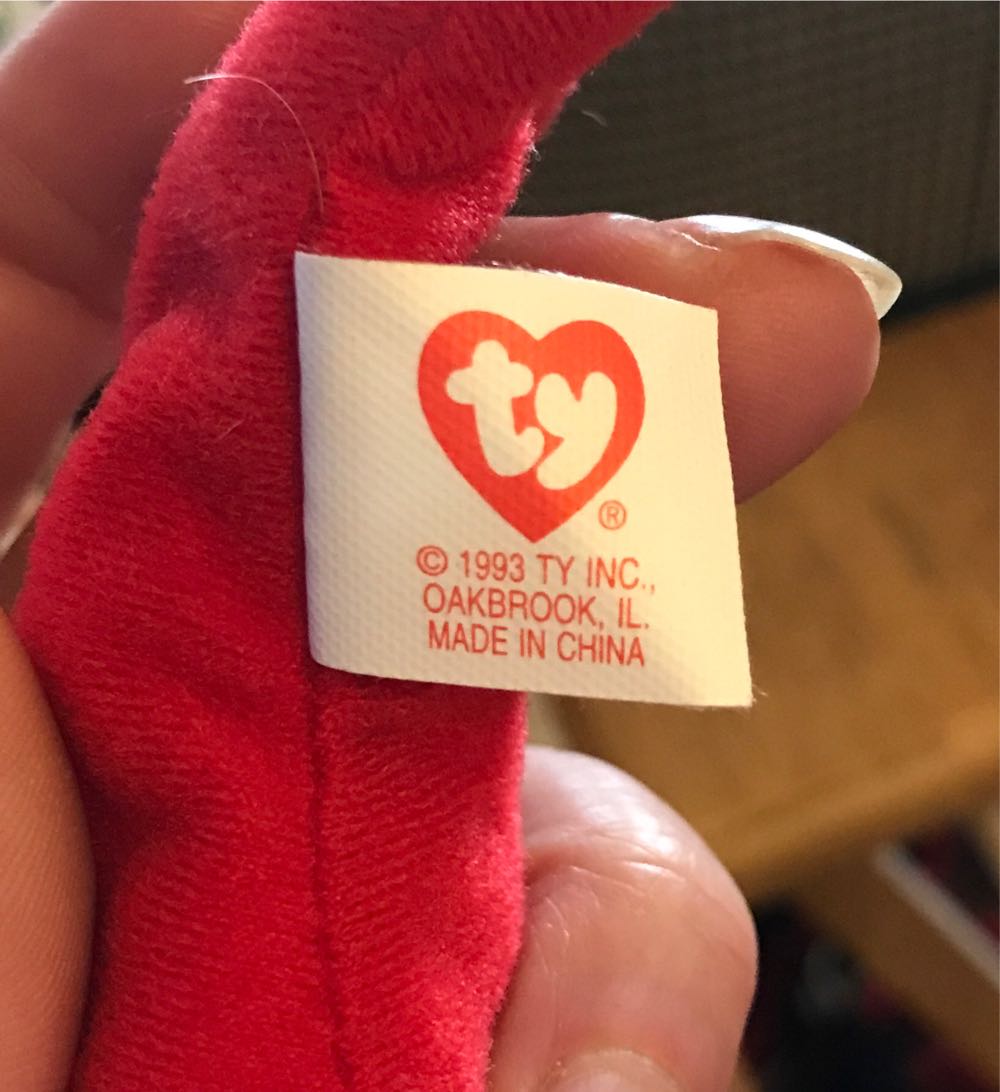 ty®
© 1993 TY INC.,
OAKBROOK, IL.
MADE IN CHINA